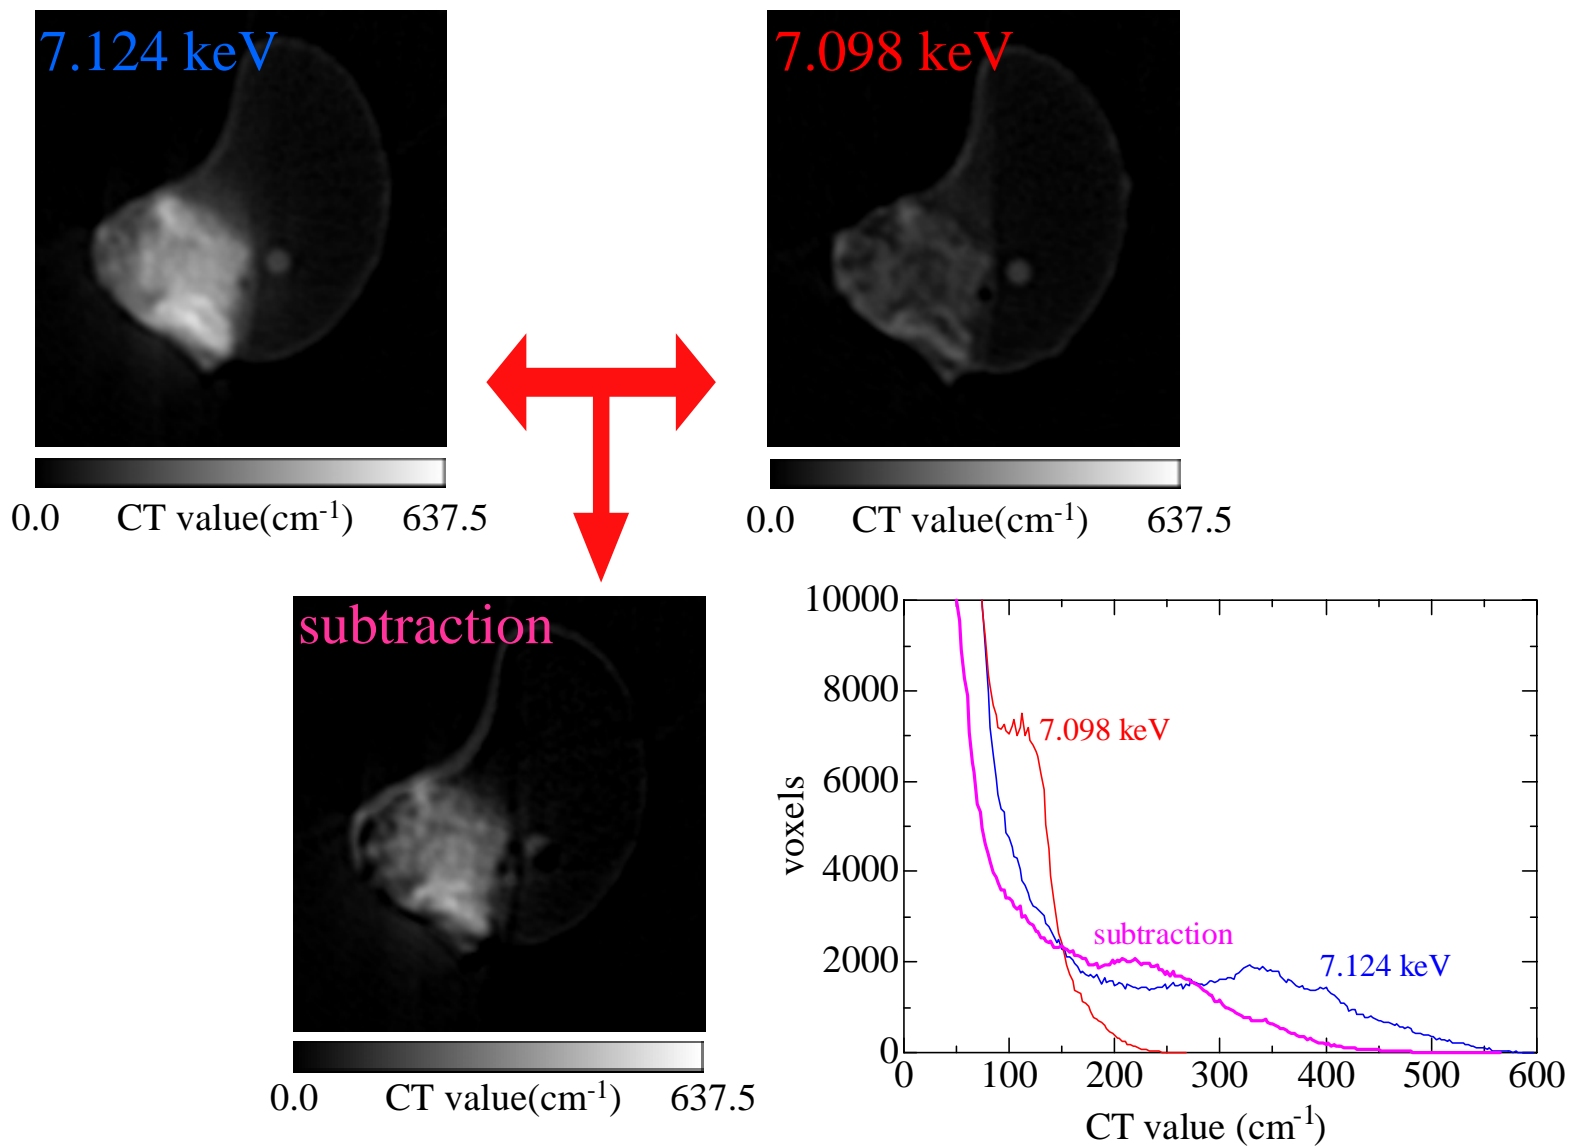 7.124 keV
7.098 keV
0.0 CT value(cm-1) 637.5
0.0 CT value(cm-1) 637.5
subtraction
0.0 CT value(cm-1) 637.5
10000
8000
6000
4000
2000
0
voxels
7.098 keV
subtraction
7.124 keV
0 100 200 300 400 500 600
CT value (cm-1)